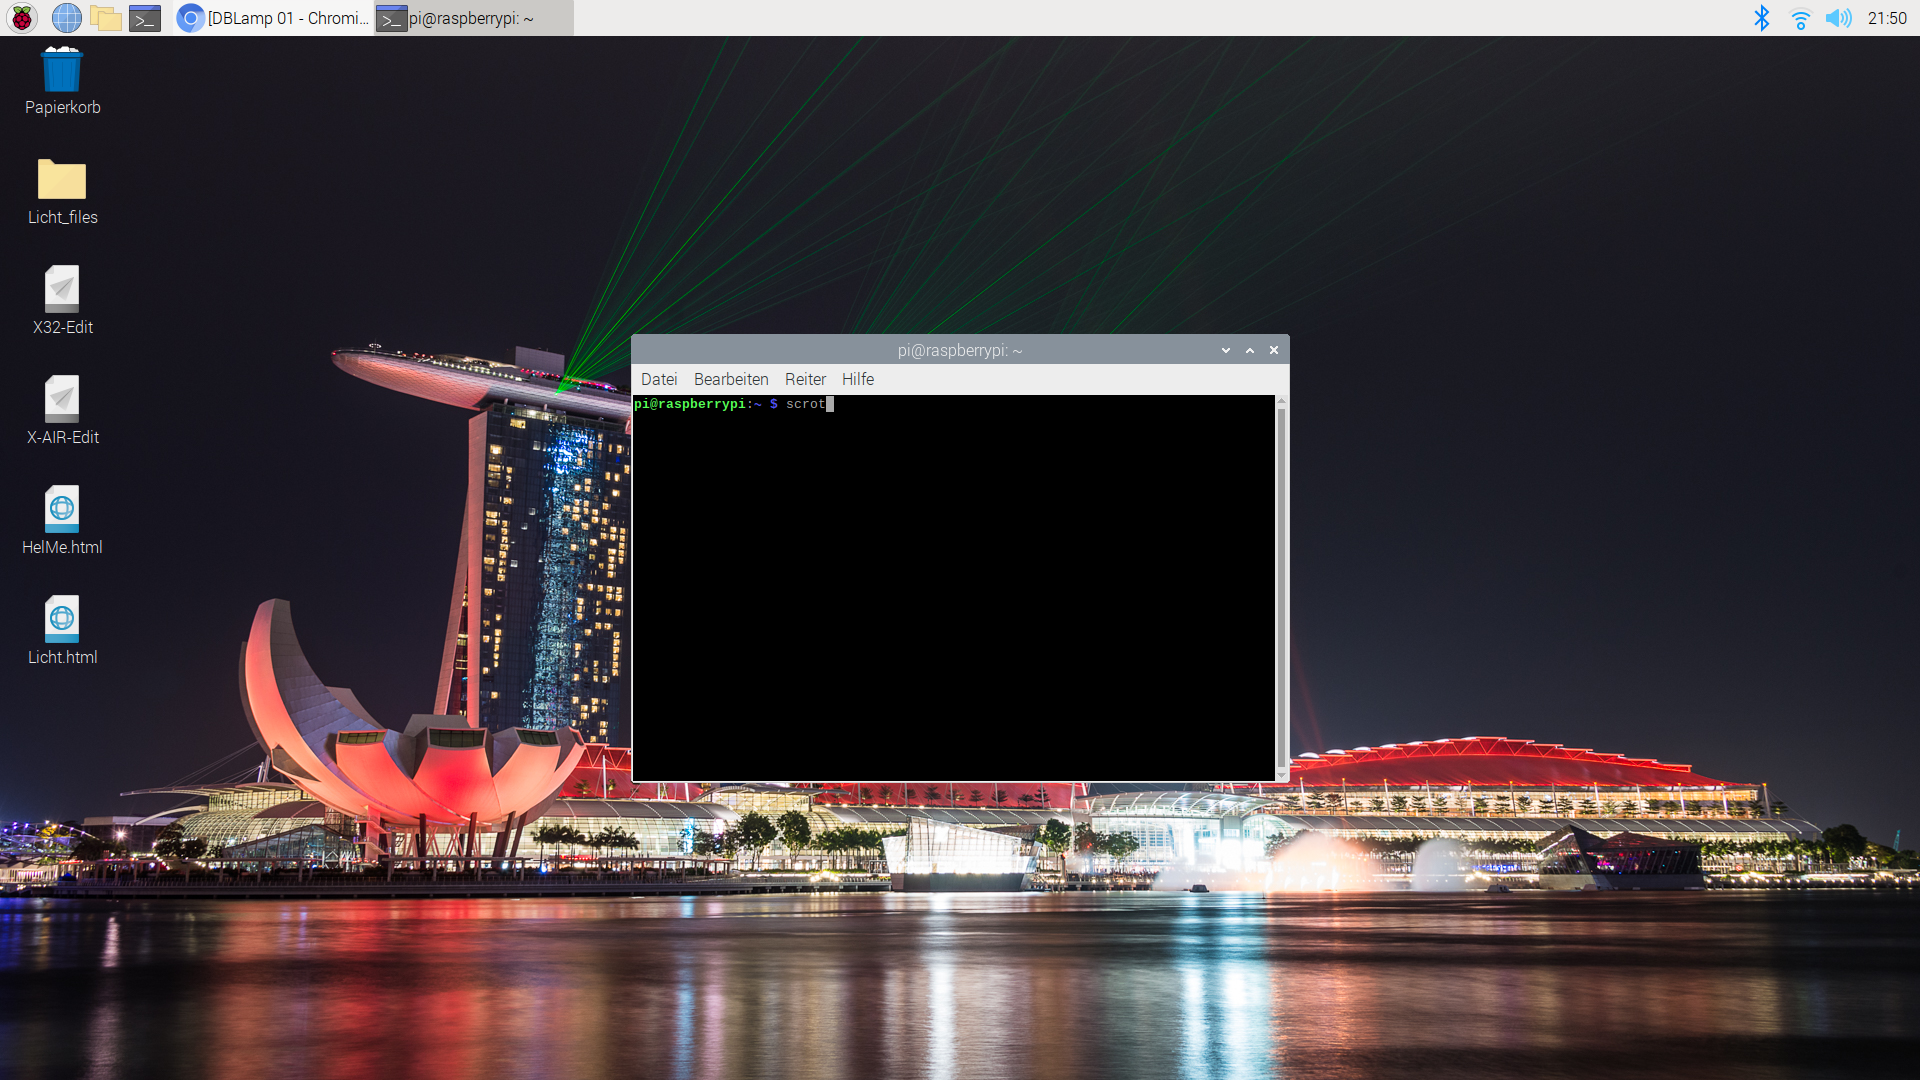 [DBLamp 01 - Chromi...
pi@raspberrypi: ~
21:50
Papierkorb
Licht_files
X32-Edit
X-AIR-Edit
HelMe.html
Licht.html
pi@raspberrypi: ~
Datei Bearbeiten Reiter Hilfe
pi@raspberrypi:~ $ scrot